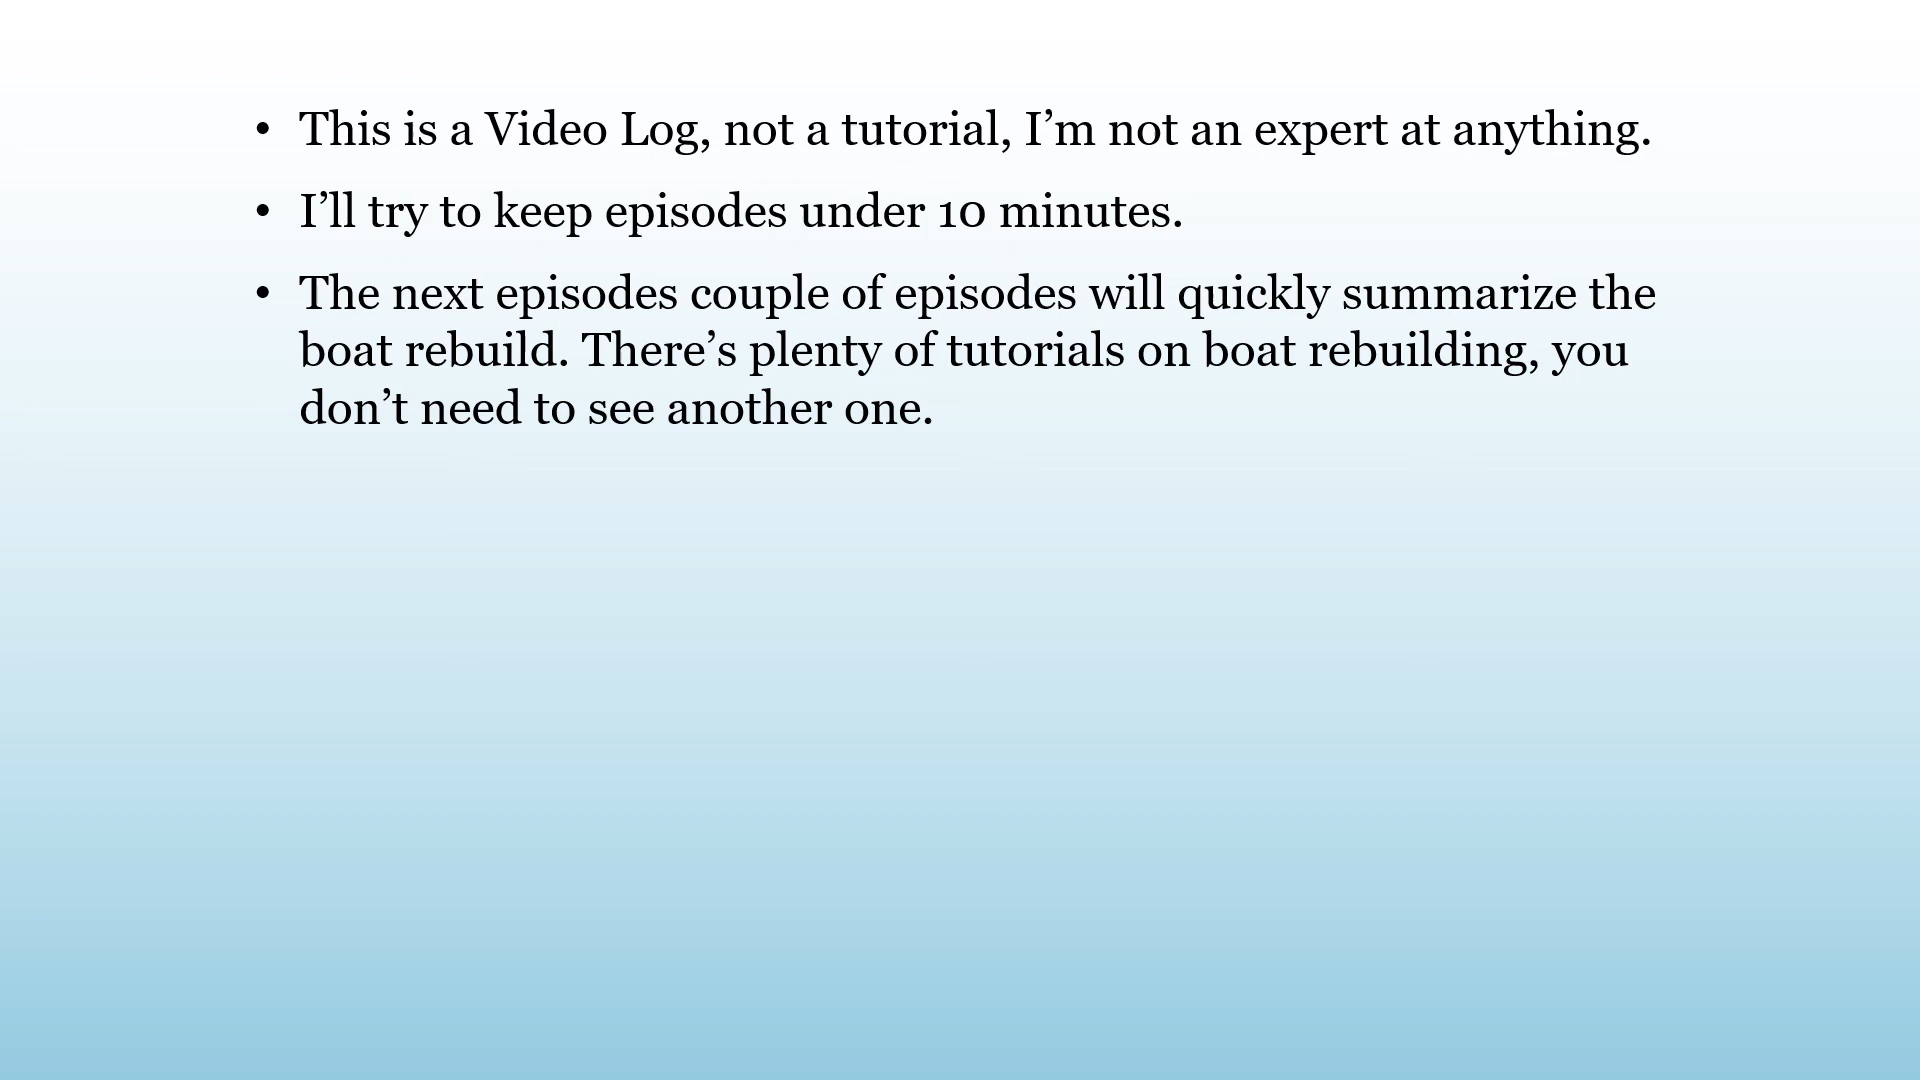 • This is a Video Log, not a tutorial, I’m not an expert at anything.
• I’ll try to keep episodes under 10 minutes.
• The next episodes couple of episodes will quickly summarize the
boat rebuild. There’s plenty of tutorials on boat rebuilding, you
don’t need to see another one.